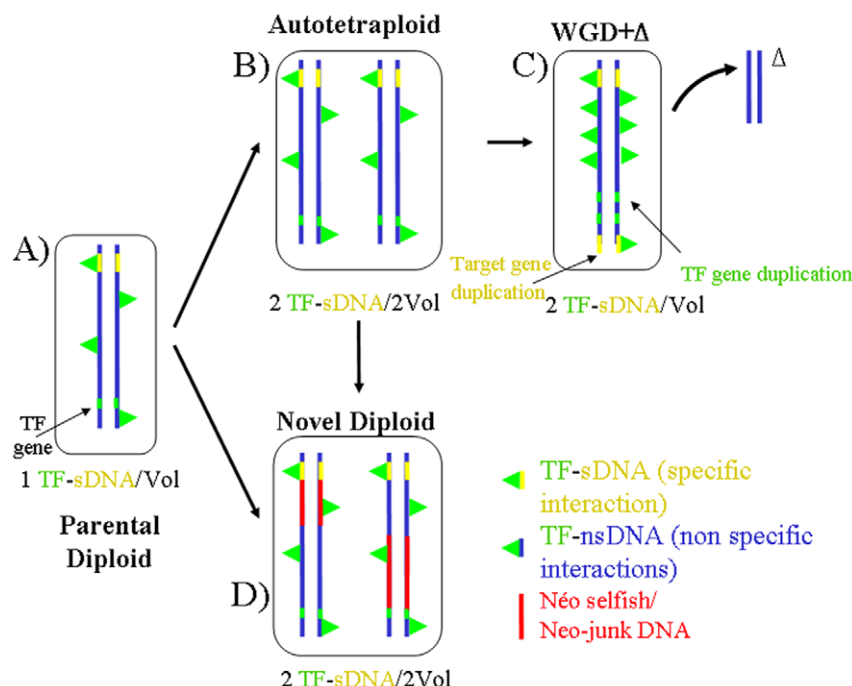 Autotetraploid
WGD+Δ
B)
C)
Δ
A)
Target gene
duplication
TF gene duplication
2 TF-sDNA/2Vol
2 TF-sDNA/Vol
TF
gene
1 TF-sDNA/Vol
Parental
Diploid
Novel Diploid
D)
2 TF-sDNA/2Vol
TF-sDNA (specific
interaction)
TF-nsDNA (non specific
interactions)
Néo selfish/
Neo-junk DNA